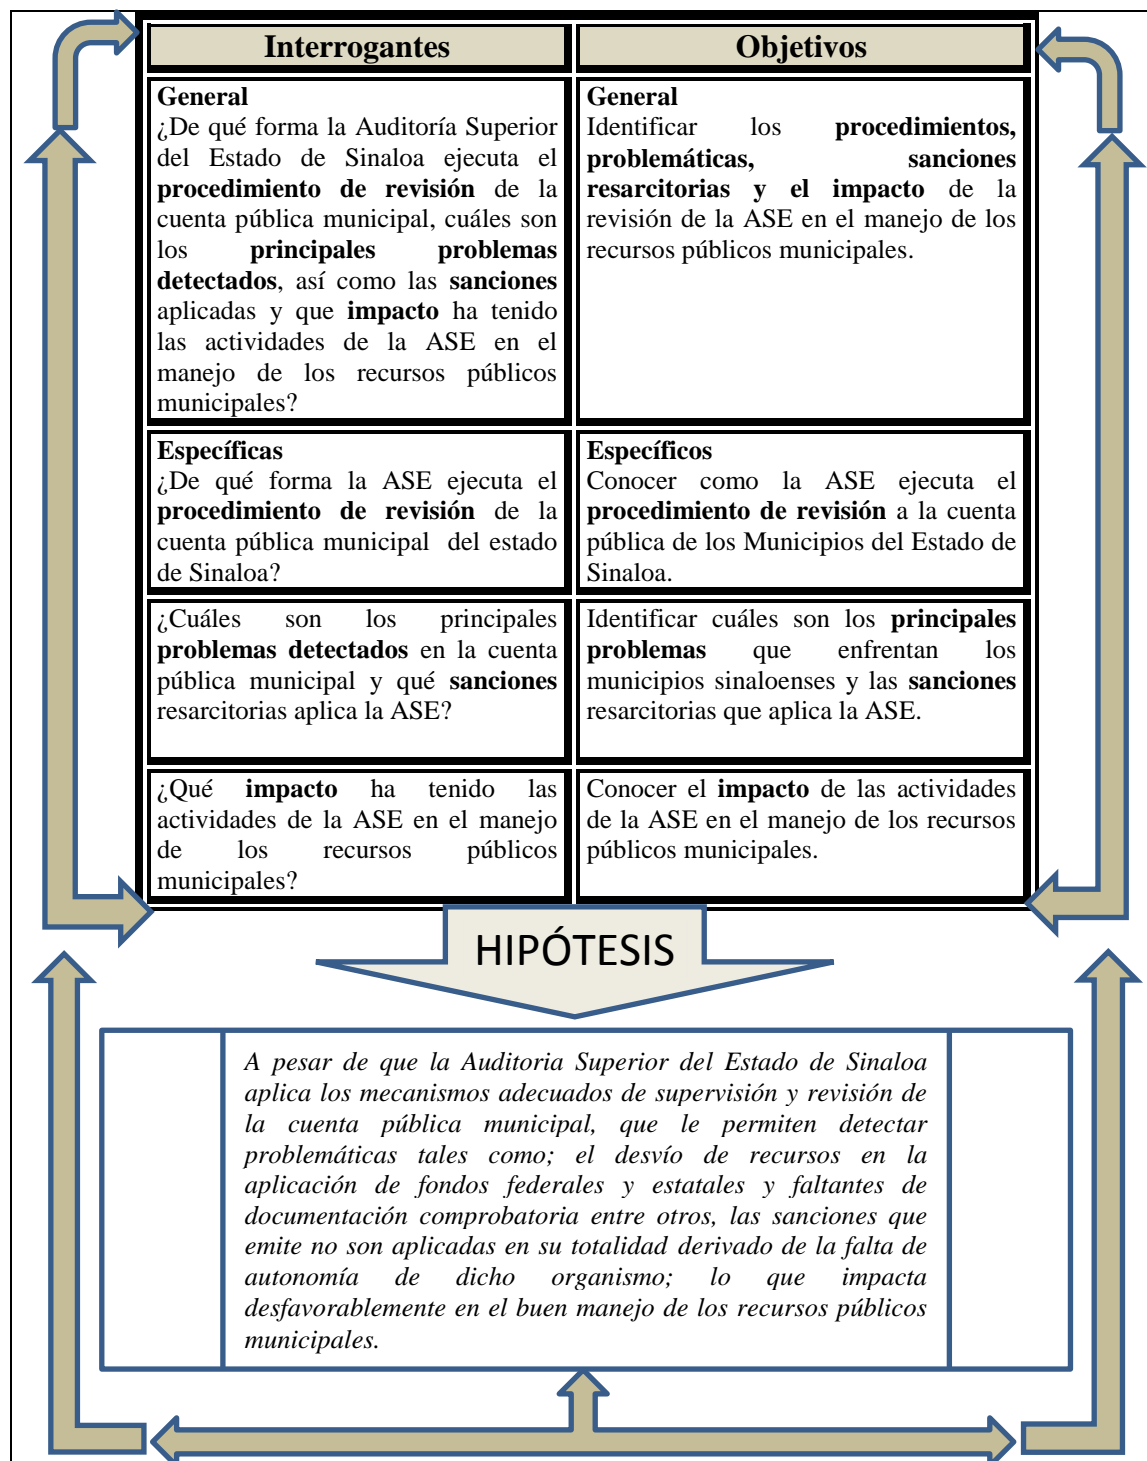 Interrogantes
Objetivos
General
¿De qué forma la Auditoría Superior
del Estado de Sinaloa ejecuta el
procedimiento de revisión de la
cuenta pública municipal, cuáles son
los principales problemas
detectados, así como las sanciones
aplicadas y que impacto ha tenido
las actividades de la ASE en el
manejo de los recursos públicos
municipales?
General
Identificar los procedimientos,
problemáticas, sanciones
resarcitorias y el impacto de la
revisión de la ASE en el manejo de los
recursos públicos municipales.
Específicas
¿De qué forma la ASE ejecuta el
procedimiento de revisión de la
cuenta pública municipal del estado
de Sinaloa?
Específicos
Conocer como la ASE ejecuta el
procedimiento de revisión a la cuenta
pública de los Municipios del Estado de
Sinaloa.
¿Cuáles son los principales
problemas detectados en la cuenta
pública municipal y qué sanciones
resarcitorias aplica la ASE?
Identificar cuáles son los principales
problemas que enfrentan los
municipios sinaloenses y las sanciones
resarcitorias que aplica la ASE.
¿Qué impacto ha tenido las
actividades de la ASE en el manejo
de los recursos públicos
municipales?
Conocer el impacto de las actividades
de la ASE en el manejo de los recursos
públicos municipales.
HIPÓTESIS
A pesar de que la Auditoria Superior del Estado de Sinaloa
aplica los mecanismos adecuados de supervisión y revisión de
la cuenta pública municipal, que le permiten detectar
problemáticas tales como; el desvío de recursos en la
aplicación de fondos federales y estatales y faltantes de
documentación comprobatoria entre otros, las sanciones que
emite no son aplicadas en su totalidad derivado de la falta de
autonomía de dicho organismo; lo que impacta
desfavorablemente en el buen manejo de los recursos públicos
municipales.